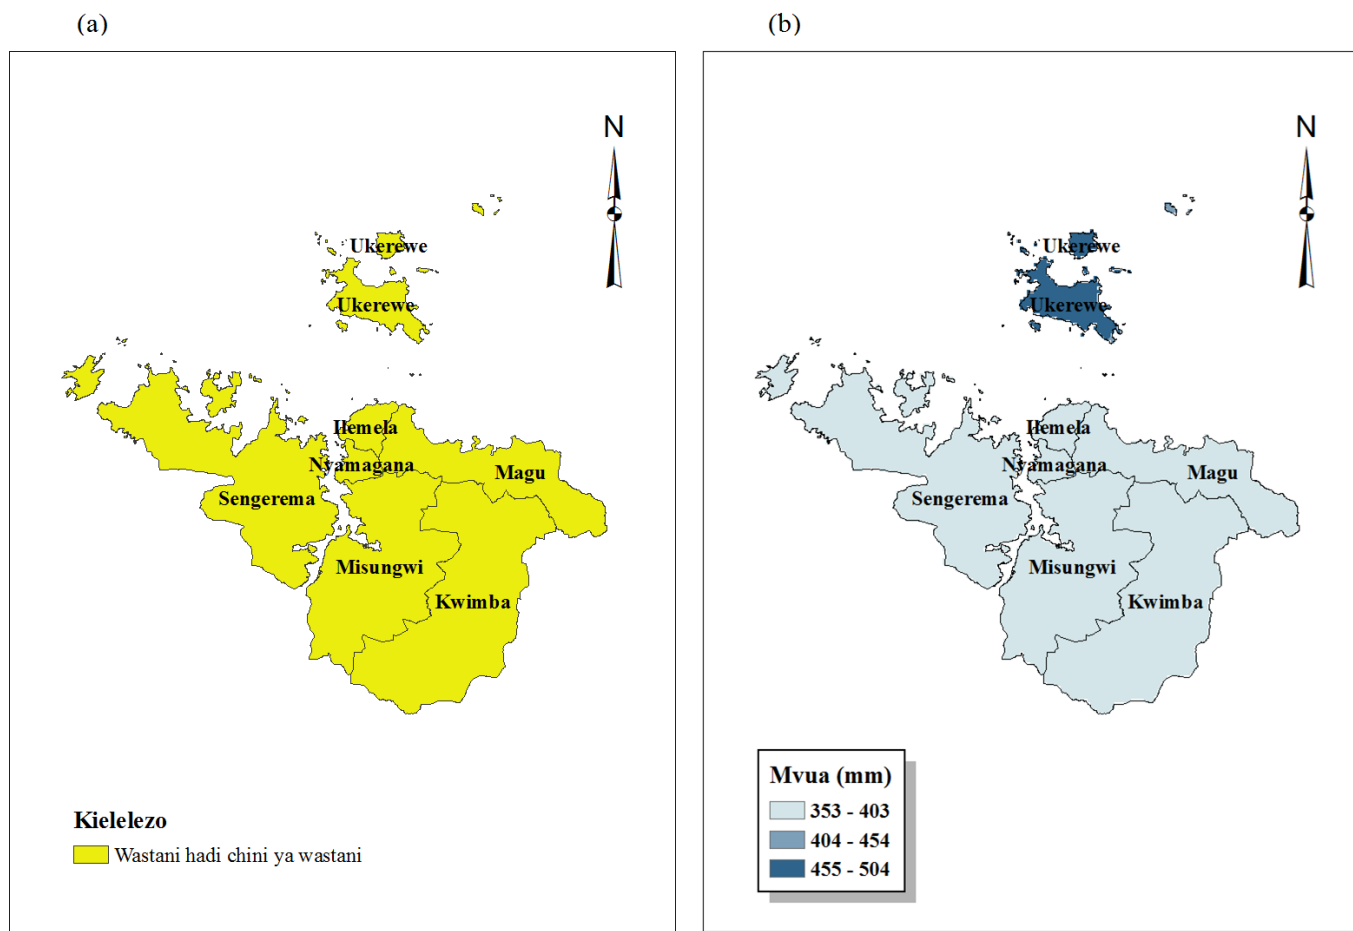 (a)
N
Ukerewe
Ukerewe
Ilemela
Nyamagana
Magu
Sengerema
Misungwi
Kwimba
Kielelezo
Wastani hadi chini ya wastani
(b)
N
Ukerewe
Ukerewe
Ilemela
Nyamagana
Magu
Sengerema
Misungwi
Kwimba
Mvua (mm)
353 - 403
404 - 454
455 - 504